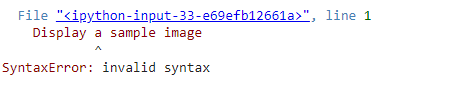 File "<ipython-input-33-e69efb12661a>", line 1
Display a sample image
^
SyntaxError: invalid syntax